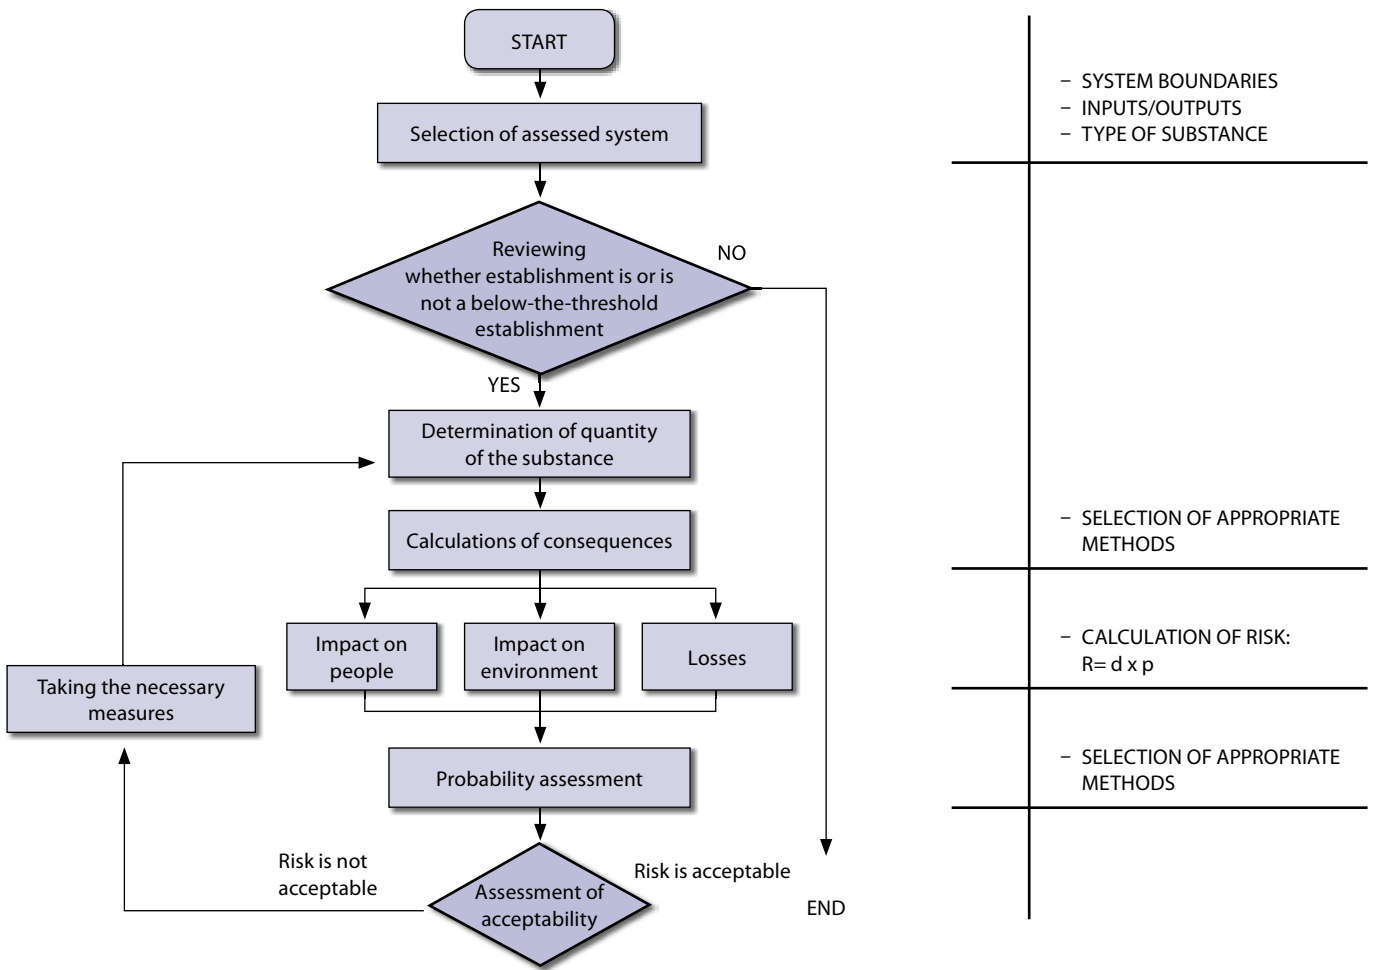 START
Selection of assessed system
Reviewing
whether establishment is or is
not a below-the-threshold
establishment
NO
YES
Determination of quantity
of the substance
Calculations of consequences
Impact on
people
Impact on
environment
Losses
Taking the necessary
measures
Probability assessment
Risk is not
acceptable
Assessment of
acceptability
Risk is acceptable
END
– SYSTEM BOUNDARIES
– INPUTS/OUTPUTS
– TYPE OF SUBSTANCE
– SELECTION OF APPROPRIATE
METHODS
– CALCULATION OF RISK:
R= d x p
– SELECTION OF APPROPRIATE
METHODS